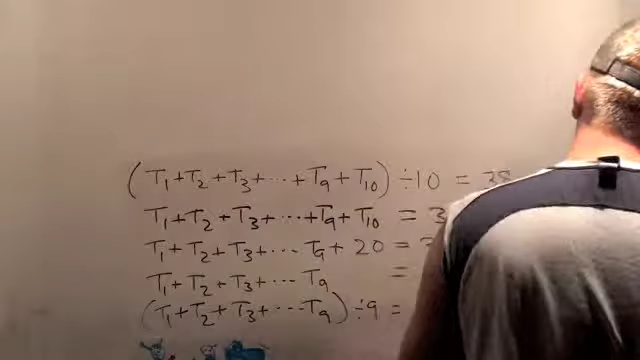 (T₁+T₂+T₃+⋯+T₉+T₁₀)÷10 = 38
T₁+T₂+T₃+⋯+T₉+T₁₀ = 3
T₁+T₂+T₃+⋯T₉+20 =
T₁+T₂+T₃+⋯T₉ =
(T₁+T₂+T₃+⋯T₉)÷9 =